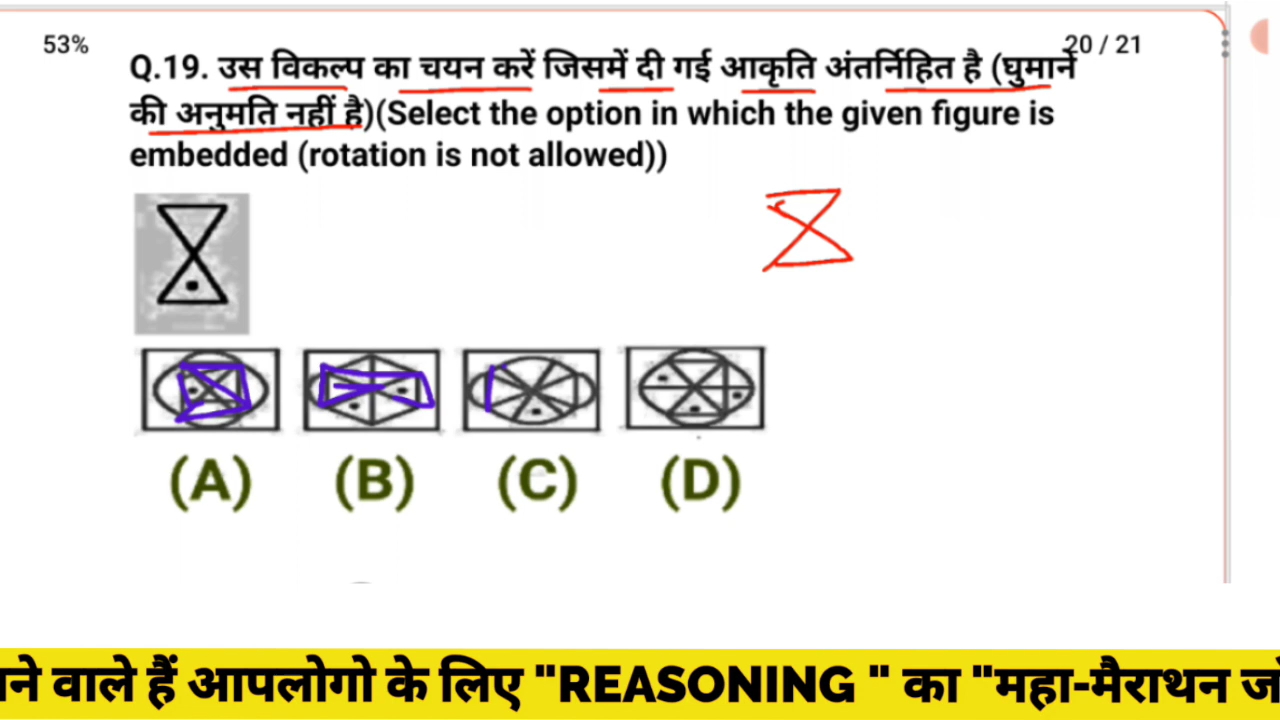 53%
20 / 21
Q.19. उस विकल्प का चयन करें जिसमें दी गई आकृति अंतर्निहित है (घुमाने
की अनुमति नहीं है)(Select the option in which the given figure is
embedded (rotation is not allowed))
(A) (B) (C) (D)
वाले हैं आपलोगो के लिए "REASONING " का "महा-मैराथन